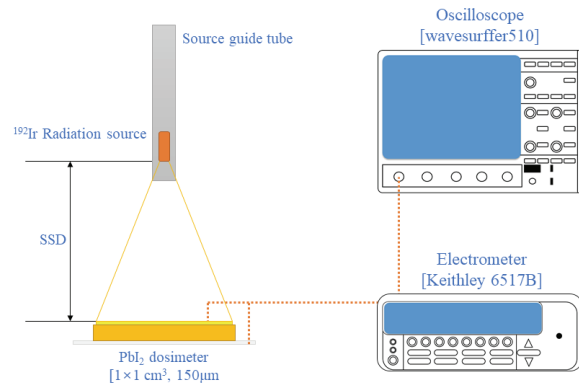 Source guide tube
Oscilloscope
[wavesurffer510]
¹⁹²Ir Radiation source
SSD
Electrometer
[Keithley 6517B]
PbI₂ dosimeter
[1×1 cm³, 150μm